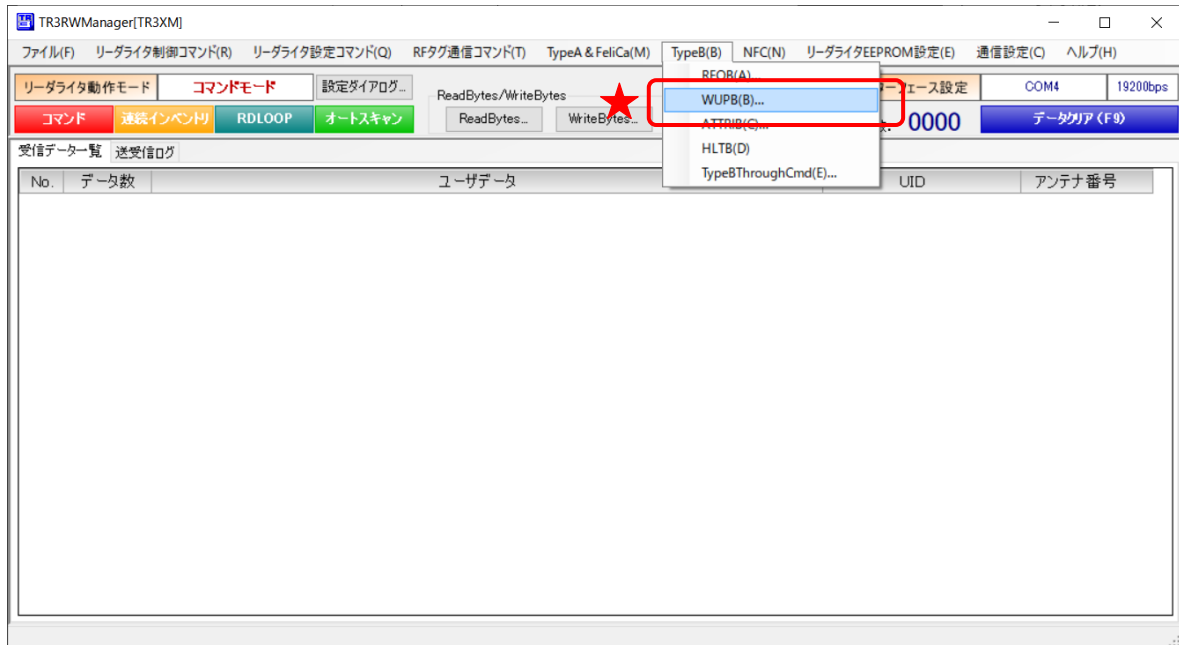 TR3RWManager[TR3XM]
ファイル(F) リーダライタ制御コマンド(R) リーダライタ設定コマンド(Q) RFタグ通信コマンド(T) TypeA & FeliCa(M) TypeB(B) NFC(N) リーダライタEEPROM設定(E) 通信設定(C) ヘルプ(H)
リーダライタ動作モード コマンドモード 設定ダイアログ... ーフェース設定 COM4 19200bps
ReadBytes/WriteBytes
コマンド 連続インベントリ RDLOOP オートスキャン ReadBytes... WriteBytes... 0000 データクリア(F9)
REQB(A)...
WUPB(B)...
ATTRIB(C)...
HLTB(D)
TypeBThroughCmd(E)...
受信データ一覧 送受信ログ
No. データ数 ユーザデータ UID アンテナ番号